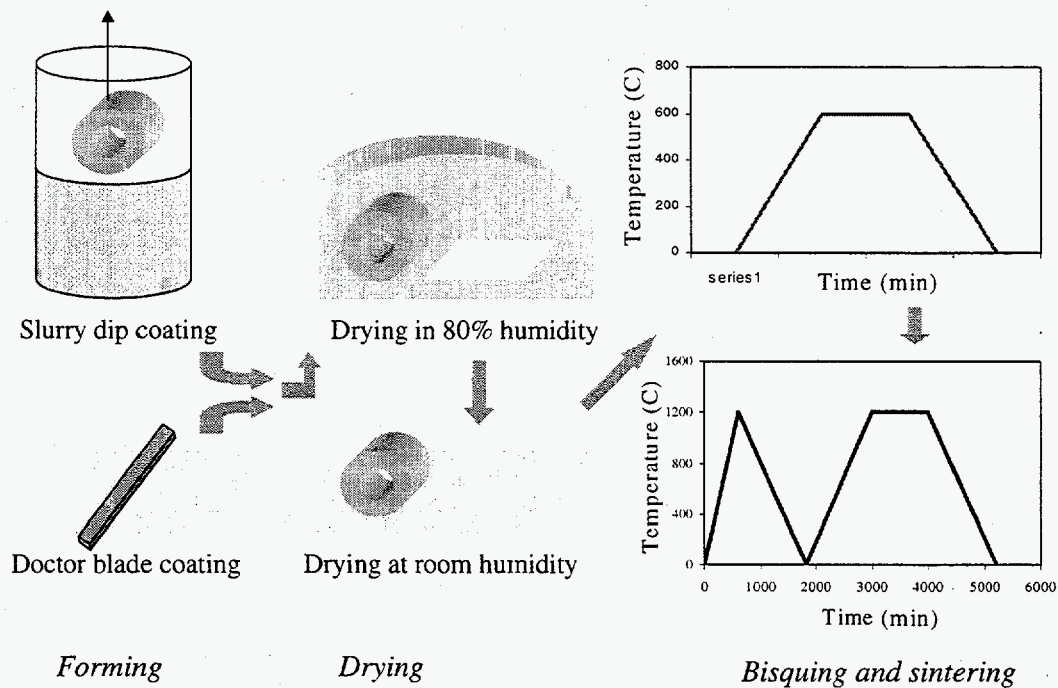 Slurry dip coating
Doctor blade coating
Forming
Drying in 80% humidity
Drying at room humidity
Drying
Temperature (C)
800
600
400
200
0
series1
Time (min)
Temperature (C)
1600
1200
800
400
0
0 1000 2000 3000 4000 5000 6000
Time (min)
Bisquing and sintering